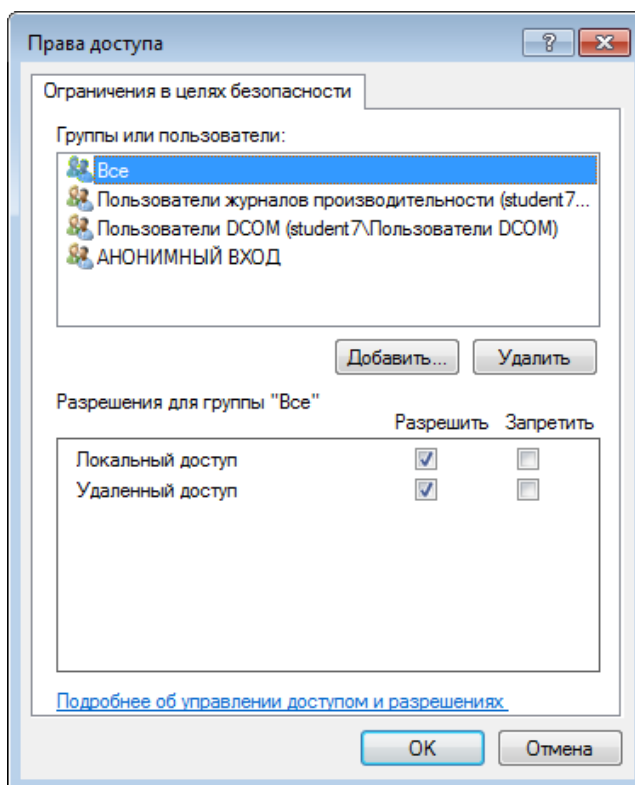 Права доступа
Ограничения в целях безопасности
Группы или пользователи:
Все
Пользователи журналов производительности (student7...
Пользователи DCOM (student7\Пользователи DCOM)
АНОНИМНЫЙ ВХОД
Добавить...
Удалить
Разрешения для группы "Все"
Разрешить Запретить
Локальный доступ
Удаленный доступ
Подробнее об управлении доступом и разрешениях
OK
Отмена